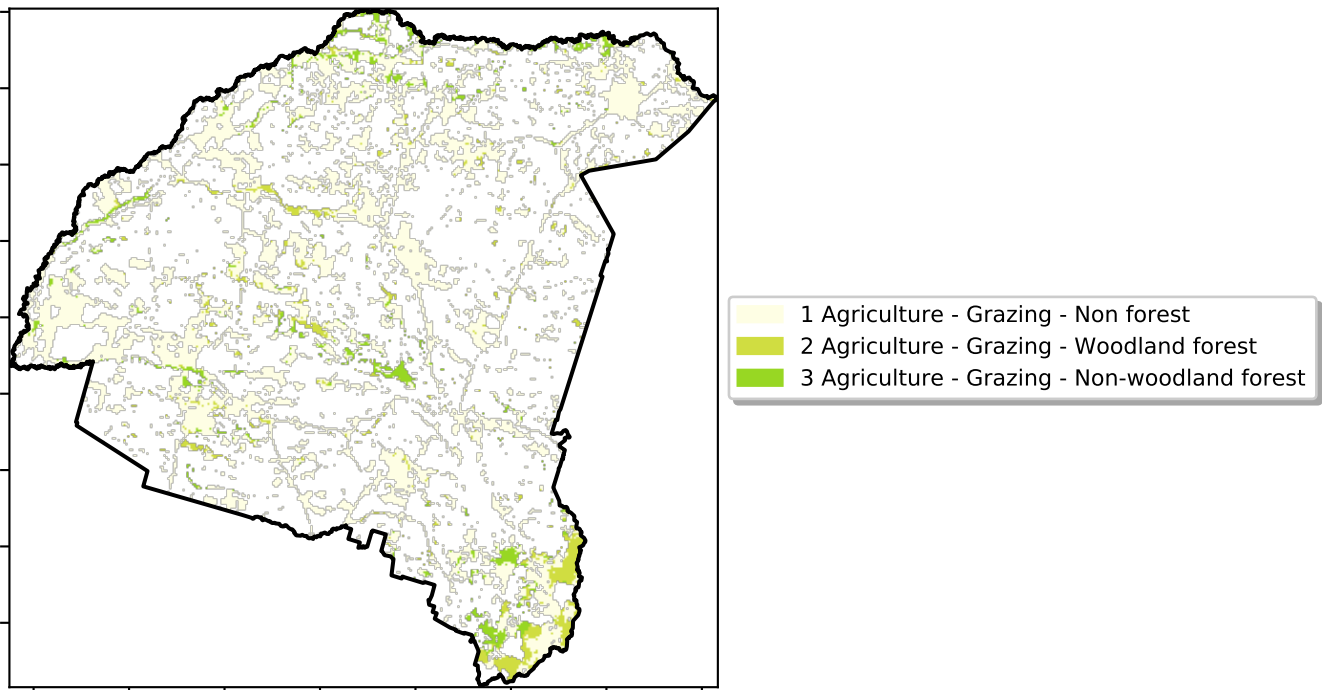 1 Agriculture - Grazing - Non forest
2 Agriculture - Grazing - Woodland forest
3 Agriculture - Grazing - Non-woodland forest